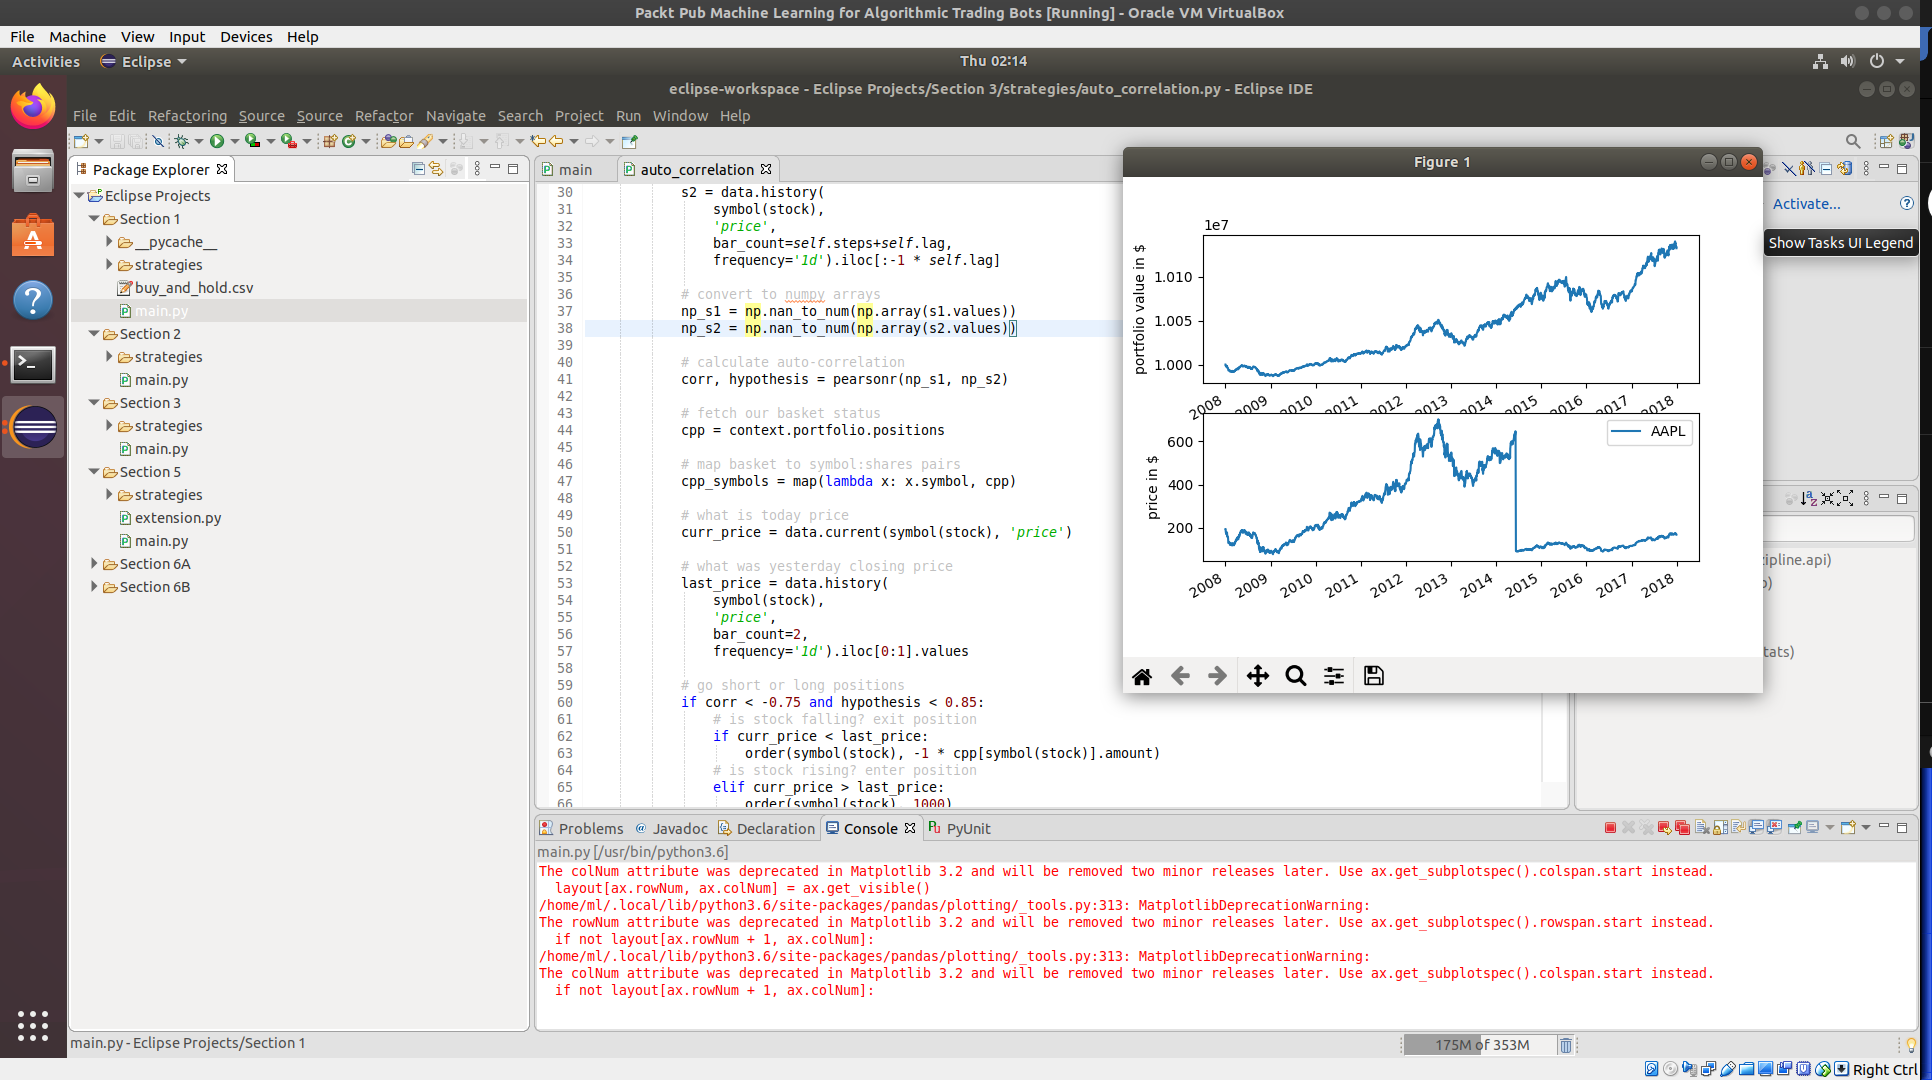 Packt Pub Machine Learning for Algorithmic Trading Bots [Running] - Oracle VM VirtualBox
File Machine View Input Devices Help
Activities Eclipse Thu 02:14
eclipse-workspace - Eclipse Projects/Section 3/strategies/auto_correlation.py - Eclipse IDE
File Edit Refactoring Source Source Refactor Navigate Search Project Run Window Help
Package Explorer
Eclipse Projects
Section 1
__pycache__
strategies
buy_and_hold.csv
main.py
Section 2
strategies
main.py
Section 3
strategies
main.py
Section 5
strategies
extension.py
main.py
Section 6A
Section 6B
main auto_correlation
30 s2 = data.history(
31 symbol(stock),
32 'price',
33 bar_count=self.steps+self.lag,
34 frequency='1d').iloc[:-1 * self.lag]
35
36 # convert to numpy arrays
37 np_s1 = np.nan_to_num(np.array(s1.values))
38 np_s2 = np.nan_to_num(np.array(s2.values))
39
40 # calculate auto-correlation
41 corr, hypothesis = pearsonr(np_s1, np_s2)
42
43 # fetch our basket status
44 cpp = context.portfolio.positions
45
46 # map basket to symbol:shares pairs
47 cpp_symbols = map(lambda x: x.symbol, cpp)
48
49 # what is today price
50 curr_price = data.current(symbol(stock), 'price')
51
52 # what was yesterday closing price
53 last_price = data.history(
54 symbol(stock),
55 'price',
56 bar_count=2,
57 frequency='1d').iloc[0:1].values
58
59 # go short or long positions
60 if corr < -0.75 and hypothesis < 0.85:
61 # is stock falling? exit position
62 if curr_price < last_price:
63 order(symbol(stock), -1 * cpp[symbol(stock)].amount)
64 # is stock rising? enter position
65 elif curr_price > last_price:
66 order(symbol(stock), 1000)
Figure 1
1e7
portfolio value in $
1.010
1.005
1.000
2008 2009 2010 2011 2012 2013 2014 2015 2016 2017 2018
AAPL
price in $
600
400
200
2008 2009 2010 2011 2012 2013 2014 2015 2016 2017 2018
Activate...
Show Tasks UI Legend
ipline.api)
)
tats)
Problems Javadoc Declaration Console PyUnit
main.py [/usr/bin/python3.6]
The colNum attribute was deprecated in Matplotlib 3.2 and will be removed two minor releases later. Use ax.get_subplotspec().colspan.start instead.
layout[ax.rowNum, ax.colNum] = ax.get_visible()
/home/ml/.local/lib/python3.6/site-packages/pandas/plotting/_tools.py:313: MatplotlibDeprecationWarning:
The rowNum attribute was deprecated in Matplotlib 3.2 and will be removed two minor releases later. Use ax.get_subplotspec().rowspan.start instead.
if not layout[ax.rowNum + 1, ax.colNum]:
/home/ml/.local/lib/python3.6/site-packages/pandas/plotting/_tools.py:313: MatplotlibDeprecationWarning:
The colNum attribute was deprecated in Matplotlib 3.2 and will be removed two minor releases later. Use ax.get_subplotspec().colspan.start instead.
if not layout[ax.rowNum + 1, ax.colNum]:
main.py - Eclipse Projects/Section 1
175M of 353M
Right Ctrl